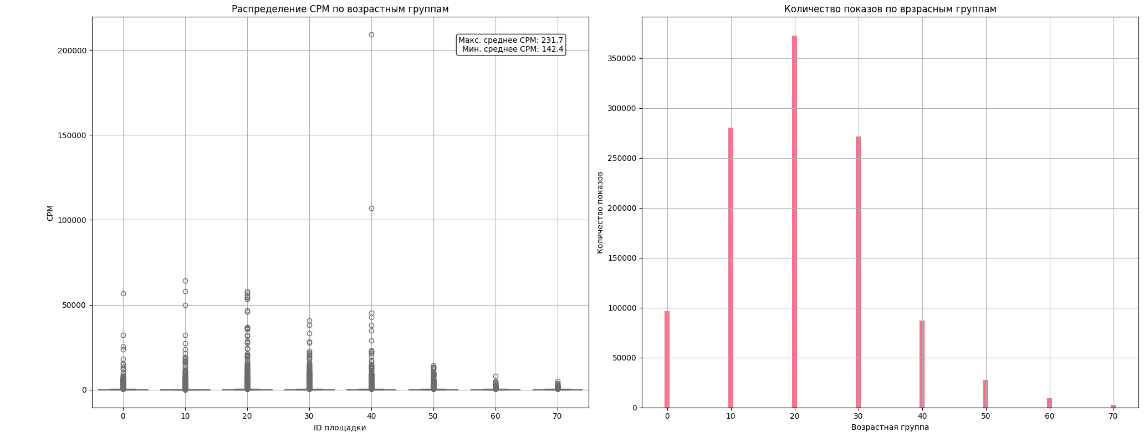 Распределение CPM по возрастным группам
200000
150000
100000
50000
0
CPM
Макс. среднее CPM: 231.7
Мин. среднее CPM: 142.4
0 10 20 30 40 50 60 70
ID площадки
Количество показов по врзрасным группам
350000
300000
250000
200000
150000
100000
50000
0
Количество показов
0 10 20 30 40 50 60 70
Возрастная группа